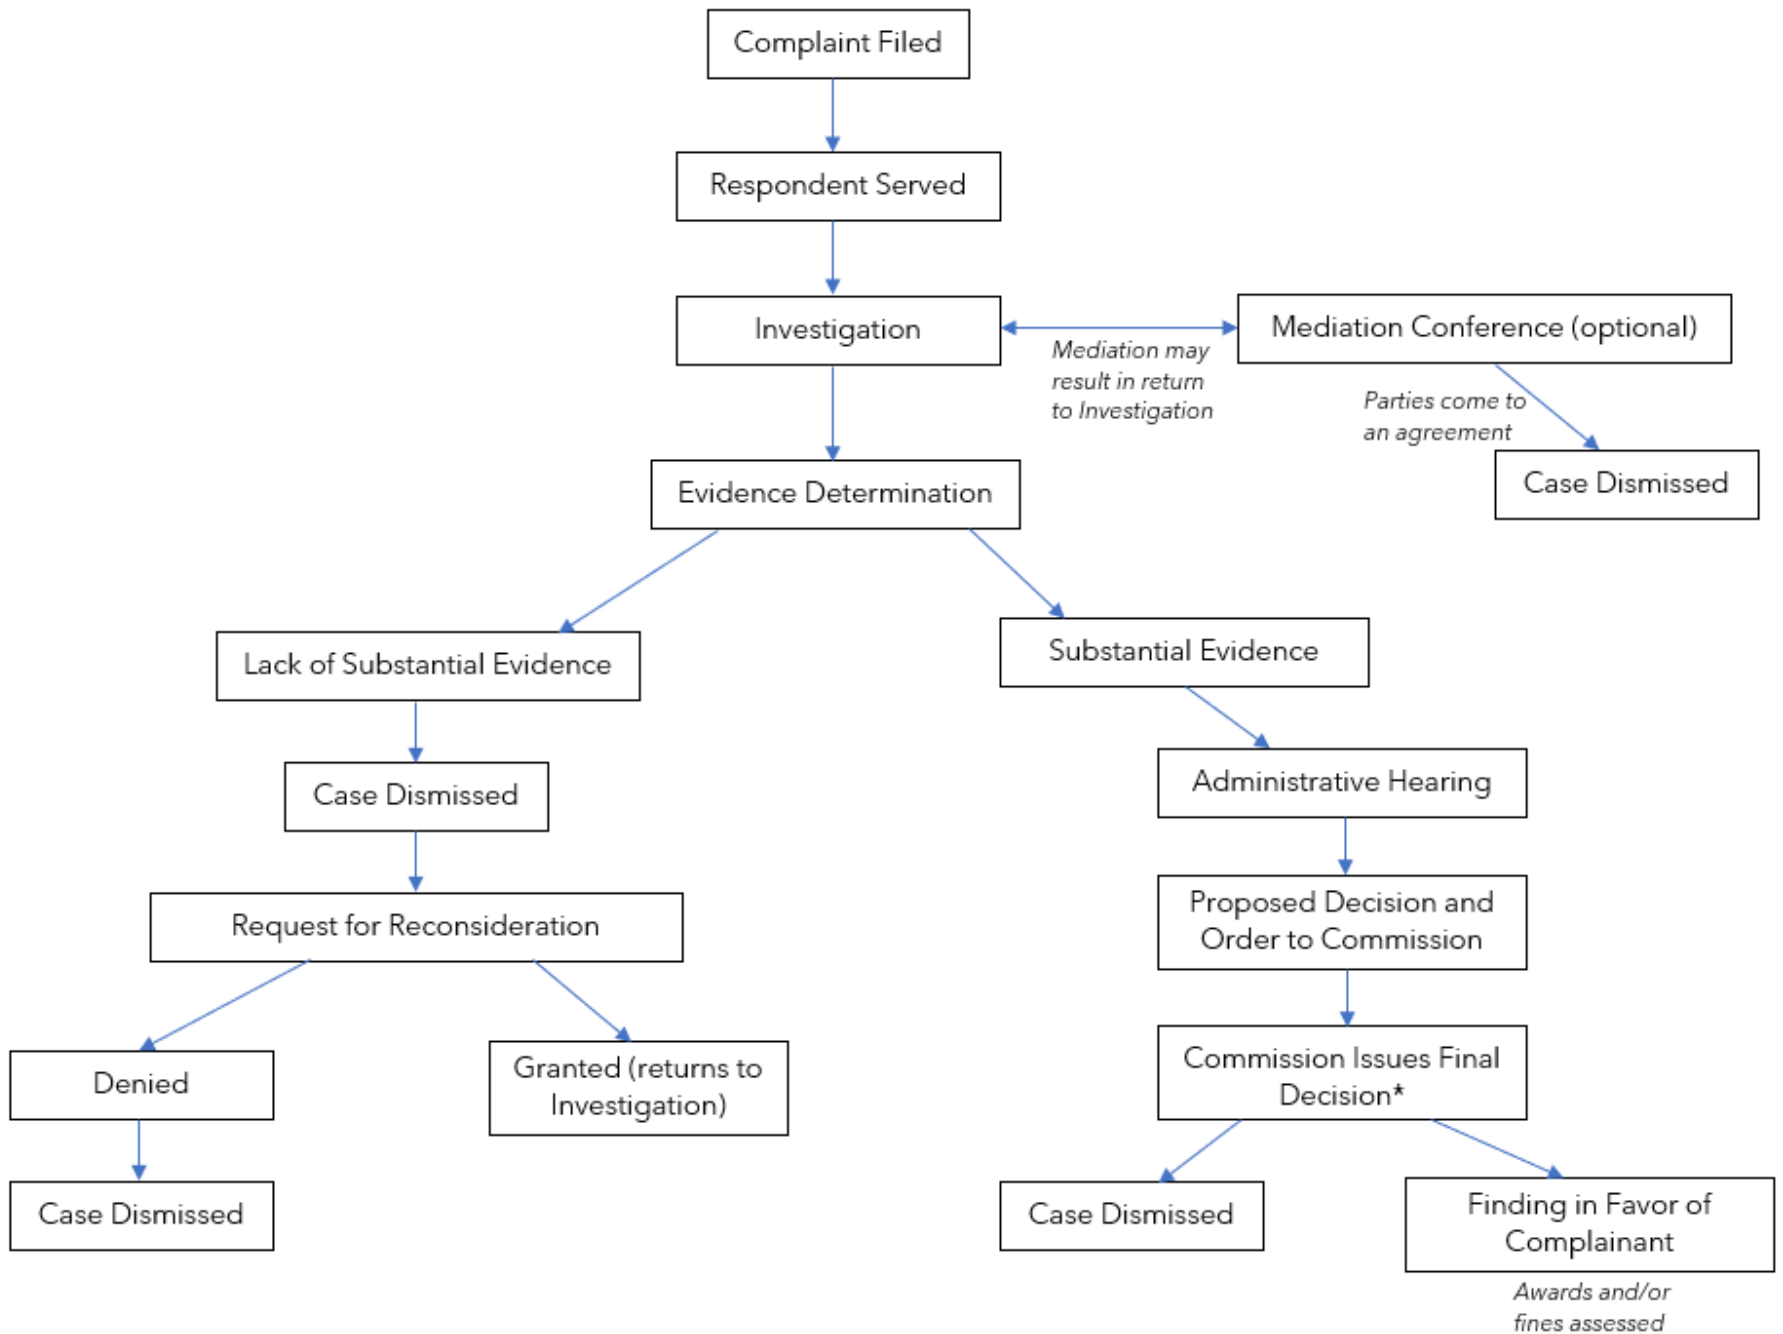 Complaint Filed
Respondent Served
Investigation
Mediation Conference (optional)
Mediation may
result in return
to Investigation
Parties come to
an agreement
Case Dismissed
Evidence Determination
Lack of Substantial Evidence
Substantial Evidence
Case Dismissed
Administrative Hearing
Request for Reconsideration
Proposed Decision and
Order to Commission
Denied
Granted (returns to
Investigation)
Commission Issues Final
Decision*
Case Dismissed
Case Dismissed
Finding in Favor of
Complainant
Awards and/or
fines assessed